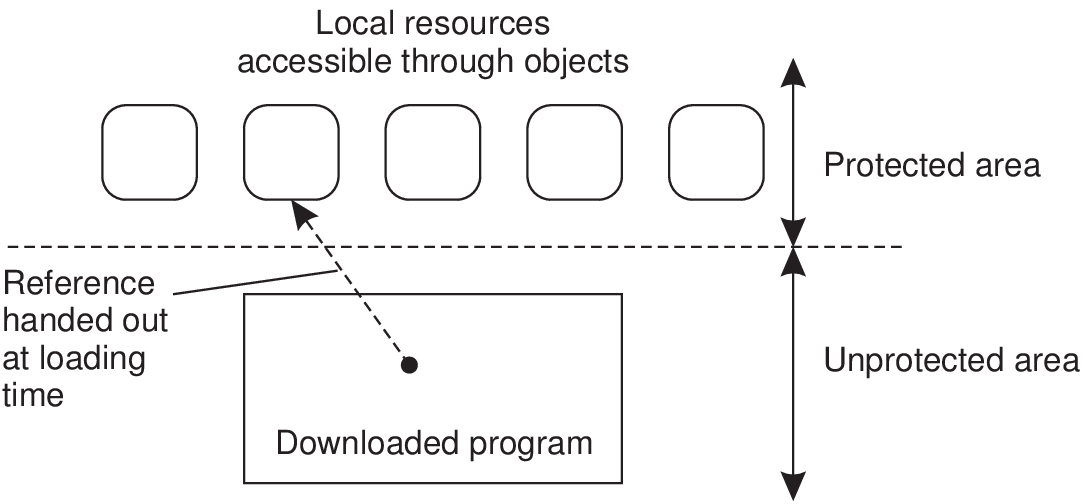 Local resources
accessible through objects
Protected area
Reference
handed out
at loading
time
Unprotected area
Downloaded program